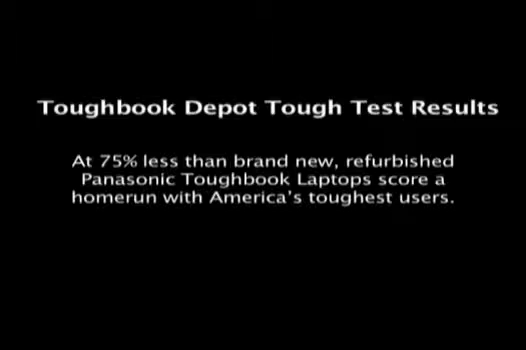 Toughbook Depot Tough Test Results
At 75% less than brand new, refurbished
Panasonic Toughbook Laptops score a
homerun with America's toughest users.